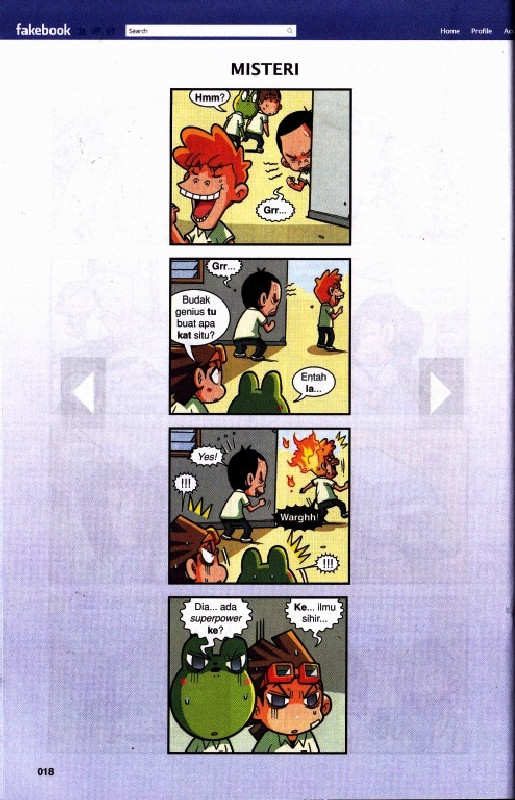 fakebook
Search
Home Profile
MISTERI
Hmm?
Grr...
Grr...
Budak
genius tu
buat apa
kat situ?
Entah
la...
Yes!
!!!
Warghh!
!!!
Dia... ada
superpower
ke?
Ke... ilmu
sihir....
018